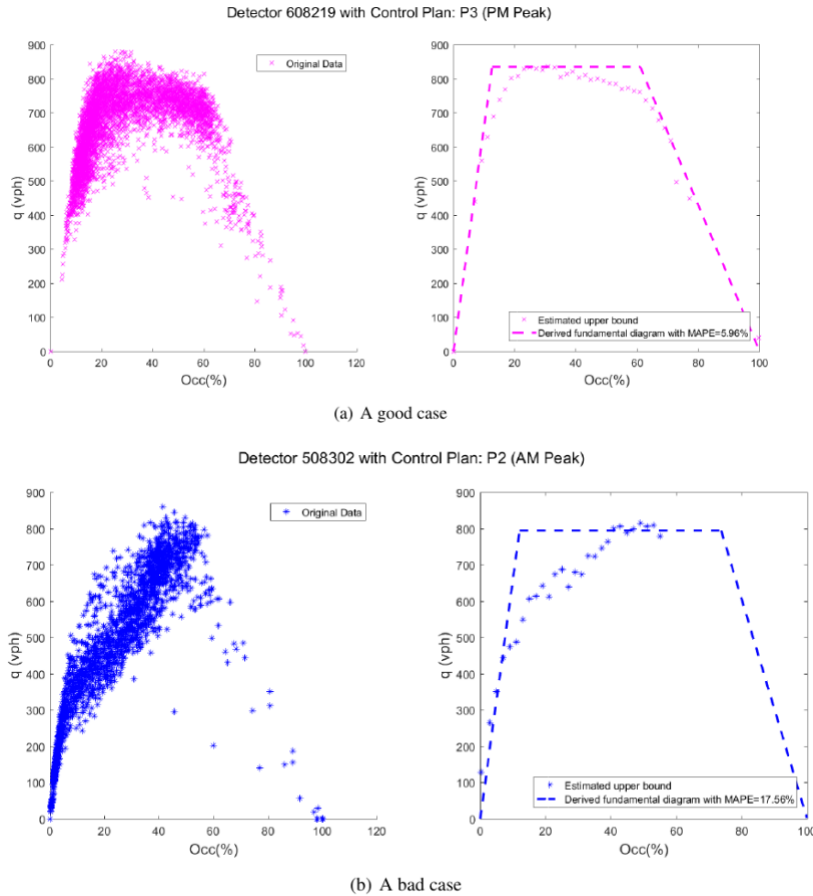 Detector 608219 with Control Plan: P3 (PM Peak)
900
800
700
600
500
400
300
200
100
0
q (vph)
Original Data
0 20 40 60 80 100 120
Occ(%)
900
800
700
600
500
400
300
200
100
0
q (vph)
Estimated upper bound
Derived fundamental diagram with MAPE=5.96%
0 20 40 60 80 100
Occ(%)
(a) A good case
Detector 508302 with Control Plan: P2 (AM Peak)
900
800
700
600
500
400
300
200
100
0
q (vph)
Original Data
0 20 40 60 80 100 120
Occ(%)
900
800
700
600
500
400
300
200
100
0
q (vph)
Estimated upper bound
Derived fundamental diagram with MAPE=17.56%
0 20 40 60 80 100
Occ(%)
(b) A bad case